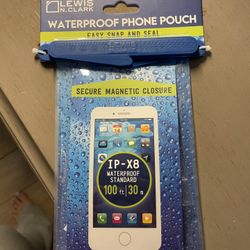 LEWIS
N. CLARK
WATERPROOF PHONE POUCH
EASY SNAP AND SEAL
SECURE MAGNETIC CLOSURE
IP-X8
WATERPROOF
STANDARD
100 ft | 30 m